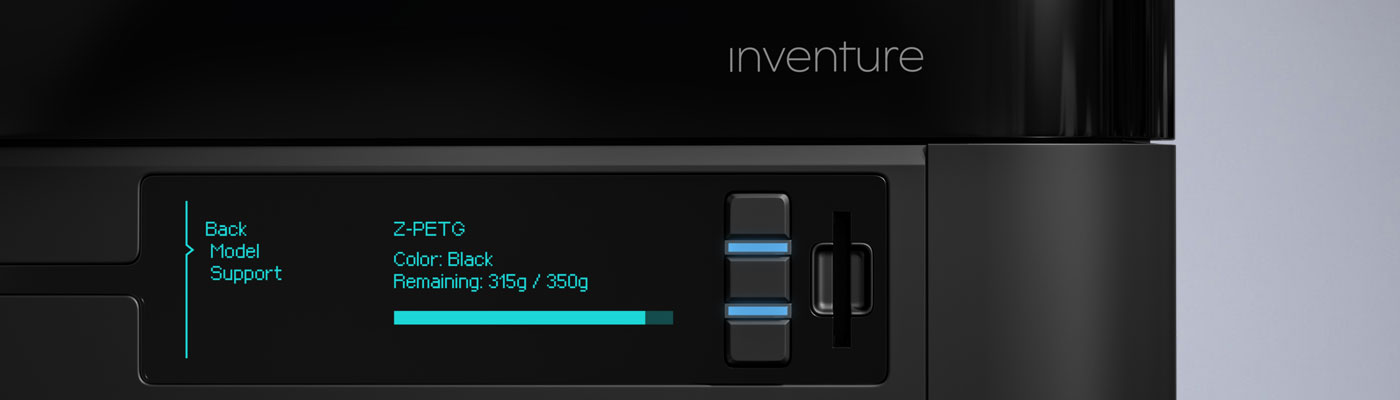 inventure
Back
Model
Support
Z-PETG
Color: Black
Remaining: 315g / 350g